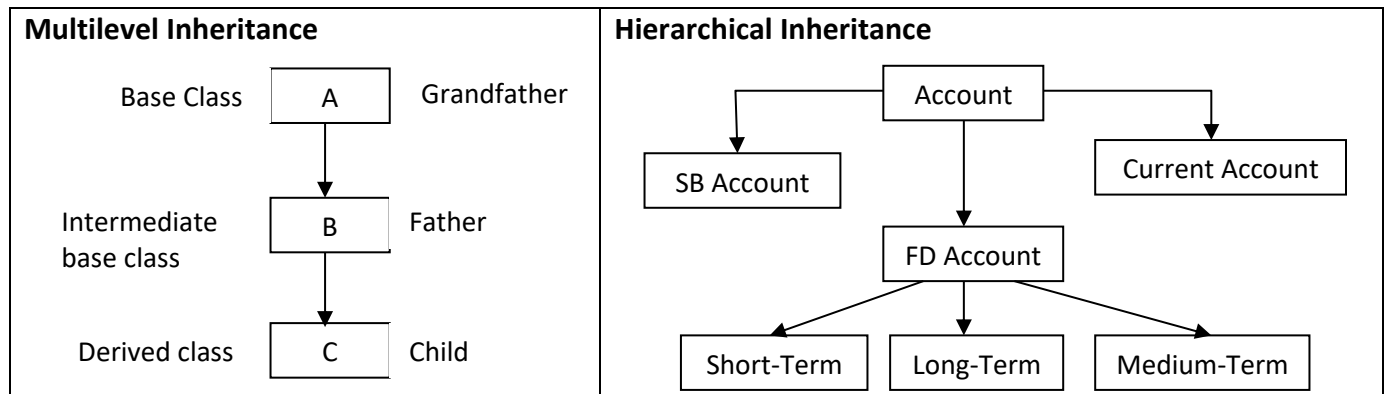 Multilevel Inheritance
Base Class A Grandfather
Intermediate
base class B Father
Derived class C Child
Hierarchical Inheritance
Account
SB Account
Current Account
FD Account
Short-Term Long-Term Medium-Term